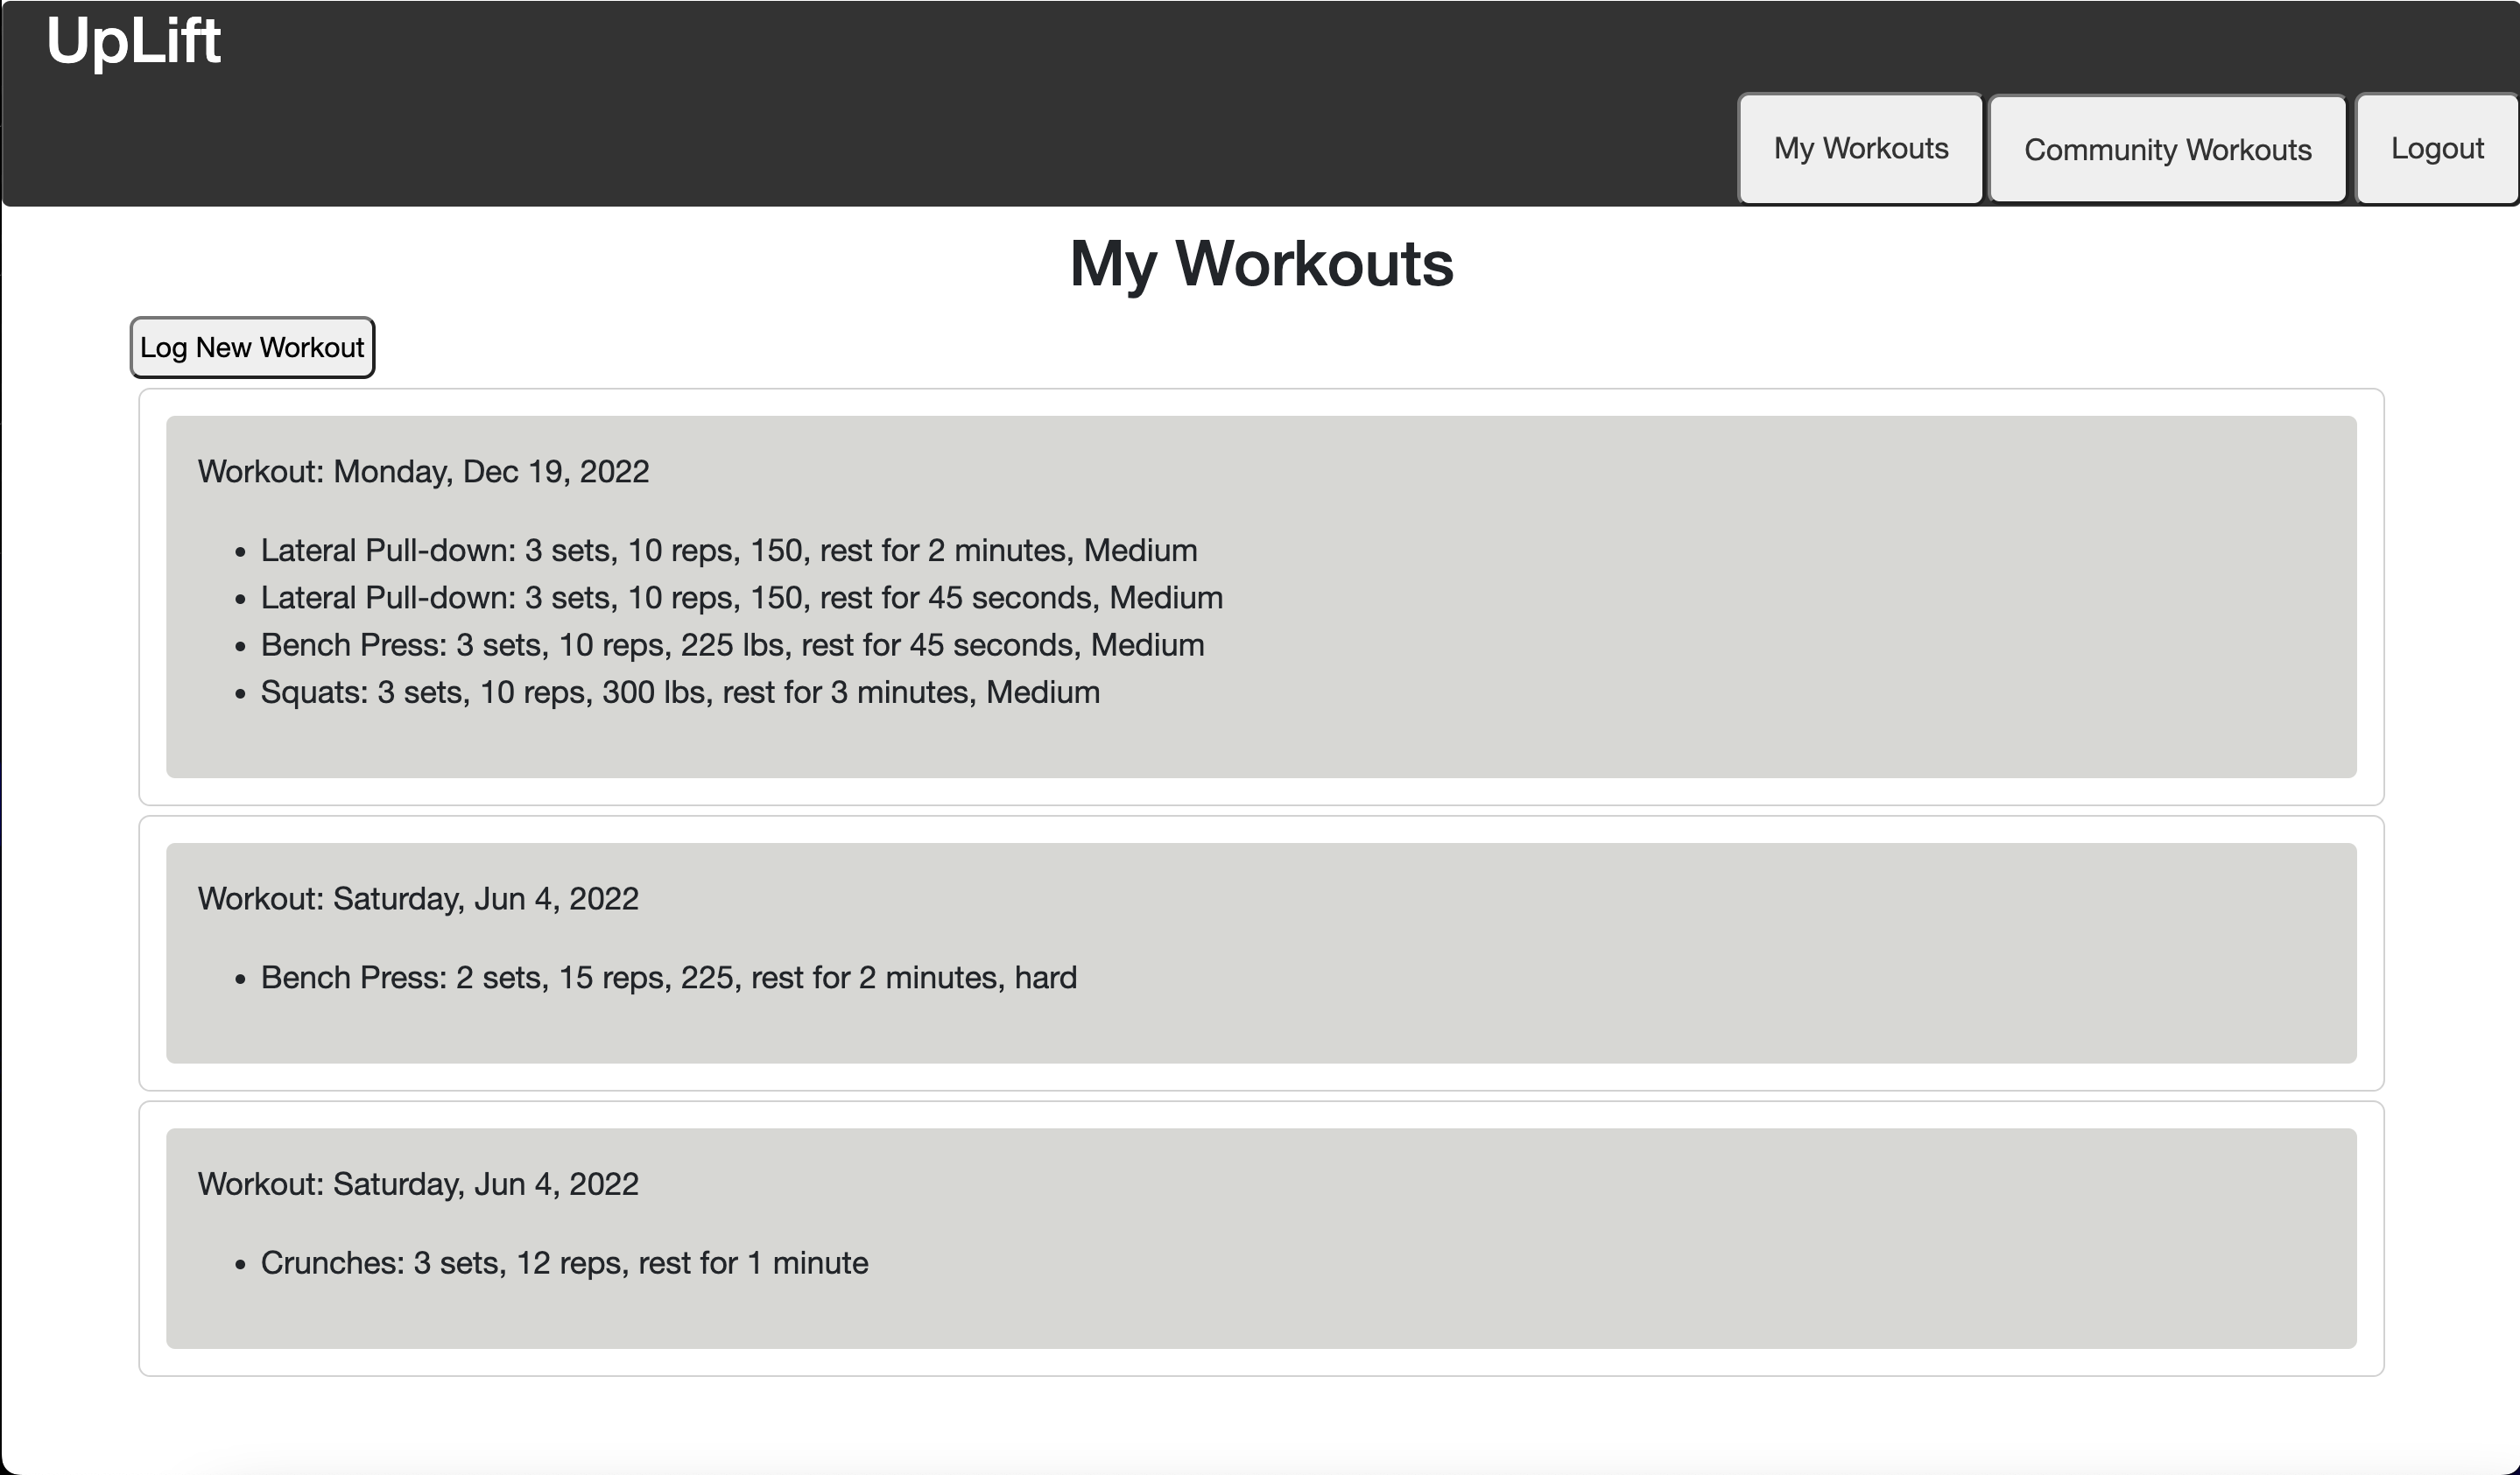 UpLift
My Workouts
Community Workouts
Logout
My Workouts
Log New Workout
Workout: Monday, Dec 19, 2022
• Lateral Pull-down: 3 sets, 10 reps, 150, rest for 2 minutes, Medium
• Lateral Pull-down: 3 sets, 10 reps, 150, rest for 45 seconds, Medium
• Bench Press: 3 sets, 10 reps, 225 lbs, rest for 45 seconds, Medium
• Squats: 3 sets, 10 reps, 300 lbs, rest for 3 minutes, Medium
Workout: Saturday, Jun 4, 2022
• Bench Press: 2 sets, 15 reps, 225, rest for 2 minutes, hard
Workout: Saturday, Jun 4, 2022
• Crunches: 3 sets, 12 reps, rest for 1 minute